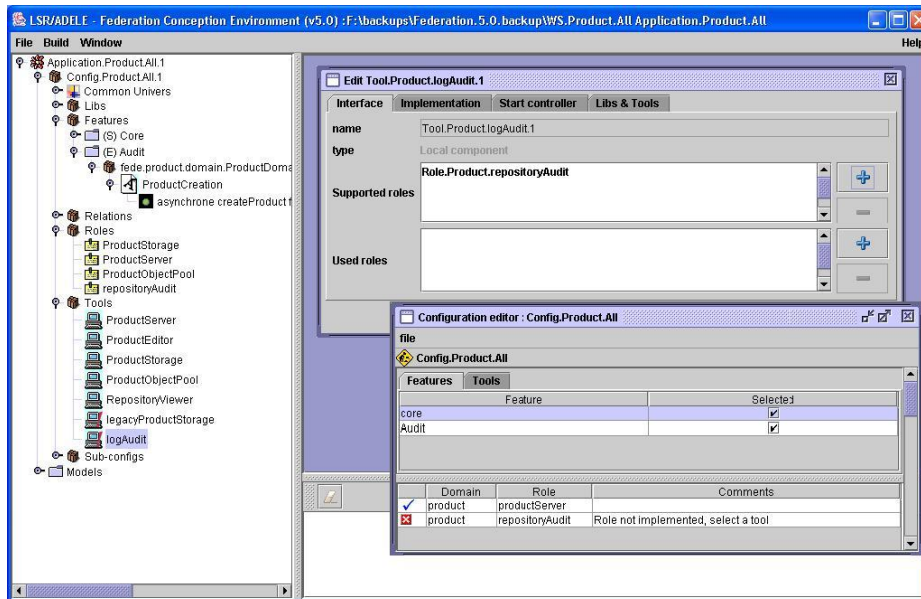 LSR/ADELE - Federation Conception Environment (v5.0) :F:\backups\Federation.5.0.backup\WS.Product.All Application.Product.All
File Build Window Help
Application.Product.All.1
Config.Product.All.1
Common Univers
Libs
Features
(S) Core
(E) Audit
fede.product.domain.ProductDoma
ProductCreation
asynchrone createProduct f
Relations
Roles
ProductStorage
ProductServer
ProductObjectPool
repositoryAudit
Tools
ProductServer
ProductEditor
ProductStorage
ProductObjectPool
RepositoryViewer
legacyProductStorage
logAudit
Sub-configs
Models
Edit Tool.Product.logAudit.1
Interface Implementation Start controller Libs & Tools
name Tool.Product.logAudit.1
type Local component
Supported roles Role.Product.repositoryAudit
Used roles
Configuration editor : Config.Product.All
file
Config.Product.All
Features Tools
Feature Selected
core
Audit
Domain Role Comments
product productServer
product repositoryAudit Role not implemented, select a tool